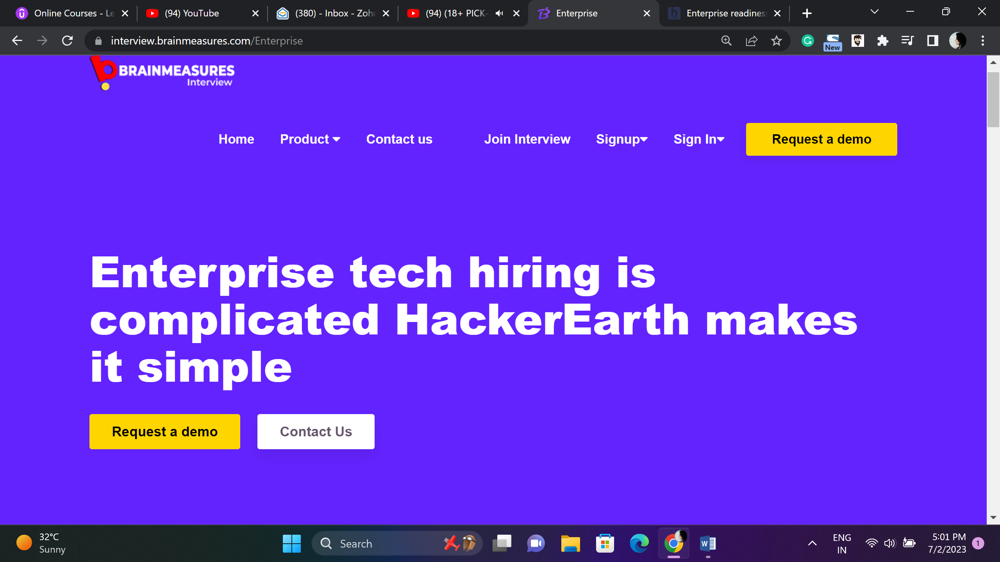 Online Courses - Le
(94) YouTube
(380) - Inbox - Zoho
(94) (18+ PICK-
Enterprise
Enterprise readiness
interview.brainmeasures.com/Enterprise
New
BRAINMEASURES
Interview
Home
Product
Contact us
Join Interview
Signup
Sign In
Request a demo
Enterprise tech hiring is
complicated HackerEarth makes
it simple
Request a demo
Contact Us
32°C
Sunny
Search
ENG
IN
5:01 PM
7/2/2023
1